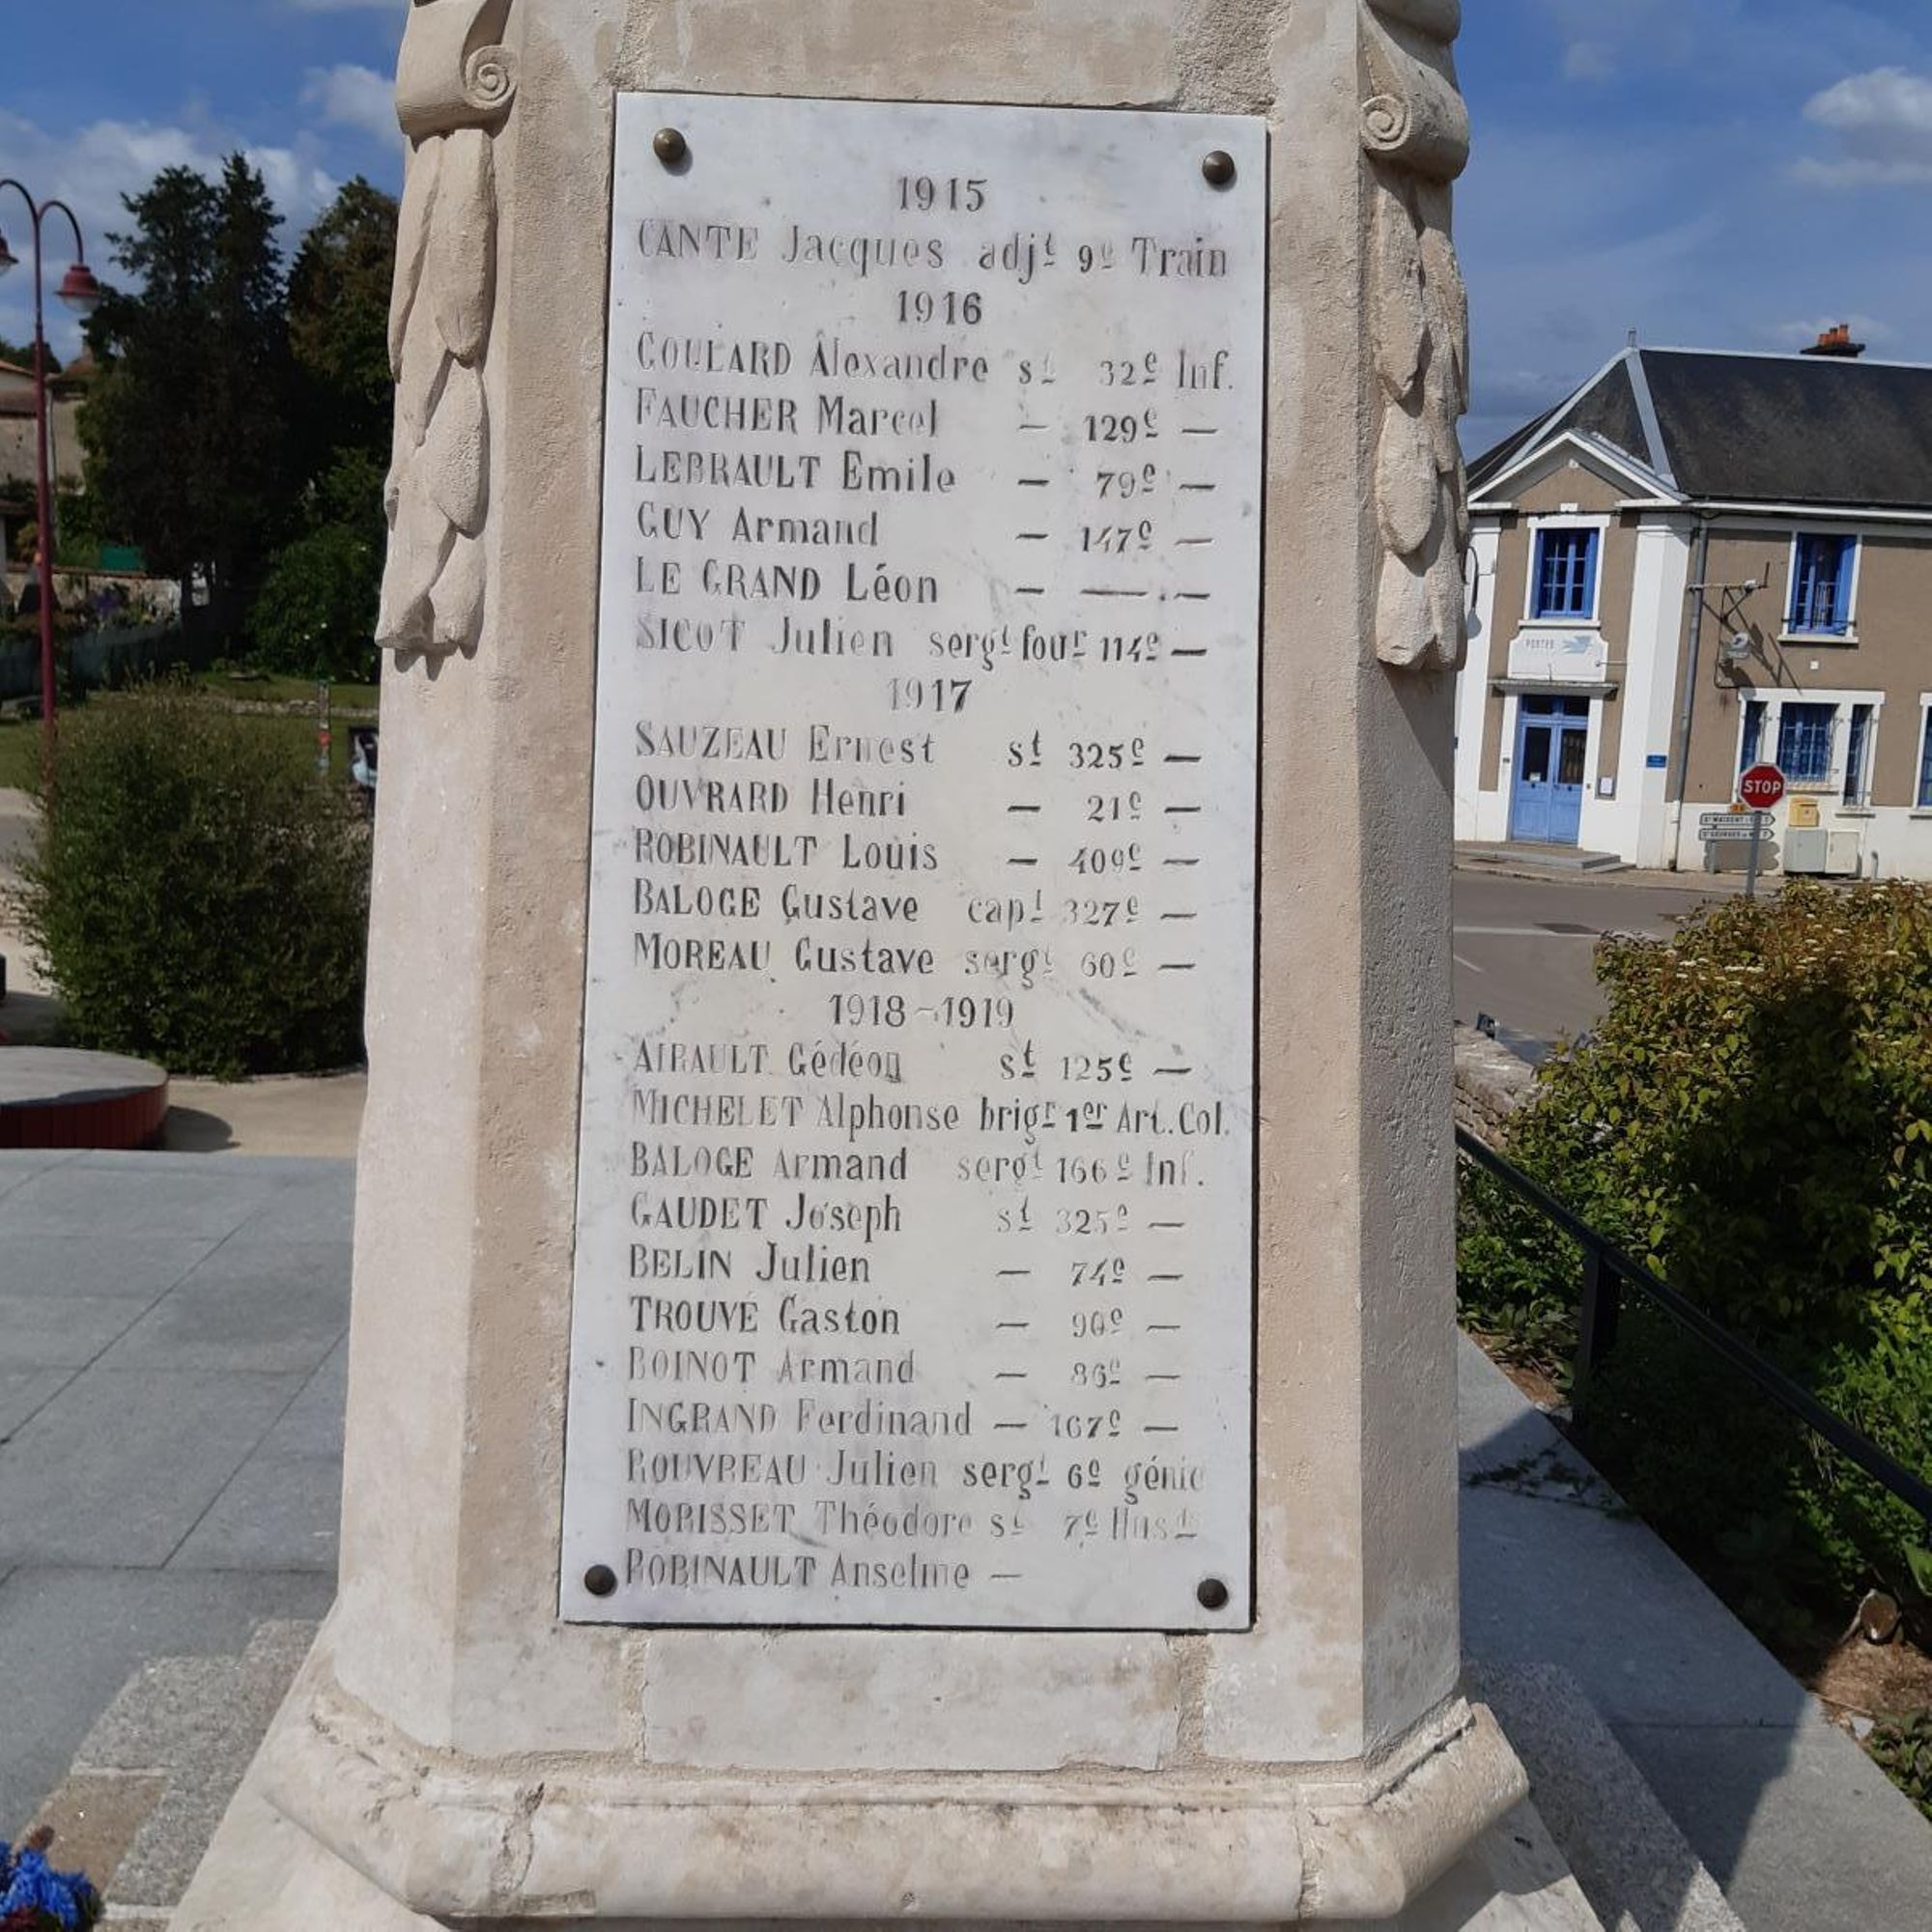 1915
CANTE Jacques adjt 9e Train
1916
COULARD Alexandre st 32e Inf.
FAUCHER Marcel — 129e —
LEBRAULT Emile — 79e —
GUY Armand — 147e —
LE GRAND Léon — — —
SICOT Julien sergt four 114e —
1917
SAUZEAU Ernest st 325e —
OUVRARD Henri — 21e —
ROBINAULT Louis — 409e —
BALOGE Gustave capt 327e —
MOREAU Gustave sergt 60e —
1918-1919
AIRAULT Gédéon st 125e —
MICHELET Alphonse brigr 1er Art. Col.
BALOGE Armand sergt 166e Inf.
GAUDET Joseph st 325e —
BELIN Julien — 74e —
TROUVÉ Gaston — 90e —
BOINOT Armand — 86e —
INGRAND Ferdinand — 167e —
ROUVREAU Julien sergt 6e génie
MORISSET Théodore st 7e Husds
ROBINAULT Anselme —
POSTES
STOP